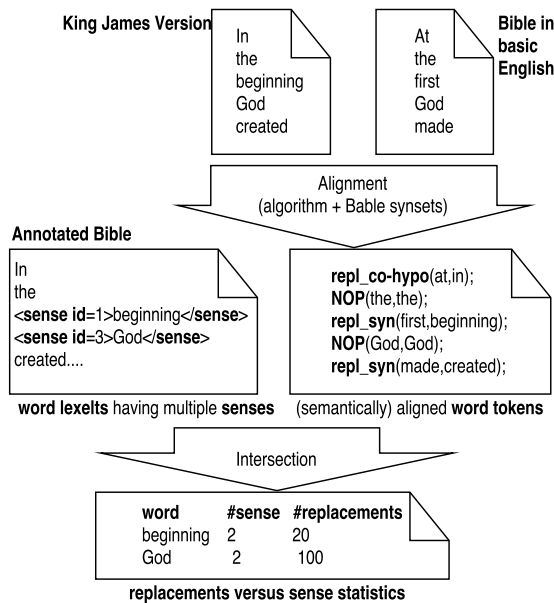 King James Version
In
the
beginning
God
created
At
the
first
God
made
Bible in
basic
English
Alignment
(algorithm + Bable synsets)
Annotated Bible
In
the
<sense id=1>beginning</sense>
<sense id=3>God</sense>
created....
word lexelts having multiple senses
repl_co-hypo(at,in);
NOP(the,the);
repl_syn(first,beginning);
NOP(God,God);
repl_syn(made,created);
(semantically) aligned word tokens
Intersection
word #sense #replacements
beginning 2 20
God 2 100
replacements versus sense statistics